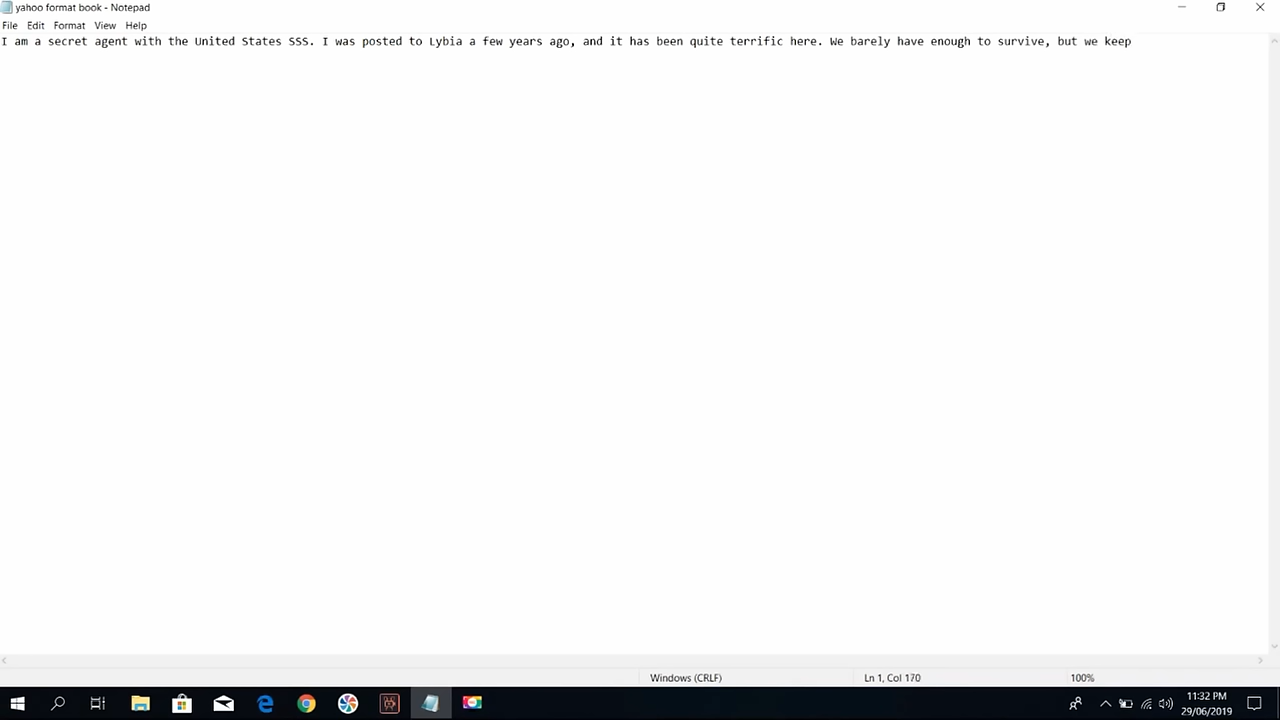 yahoo format book - Notepad
File Edit Format View Help
I am a secret agent with the United States SSS. I was posted to Lybia a few years ago, and it has been quite terrific here. We barely have enough to survive, but we keep
Windows (CRLF) Ln 1, Col 170 100%
11:32 PM
29/06/2019